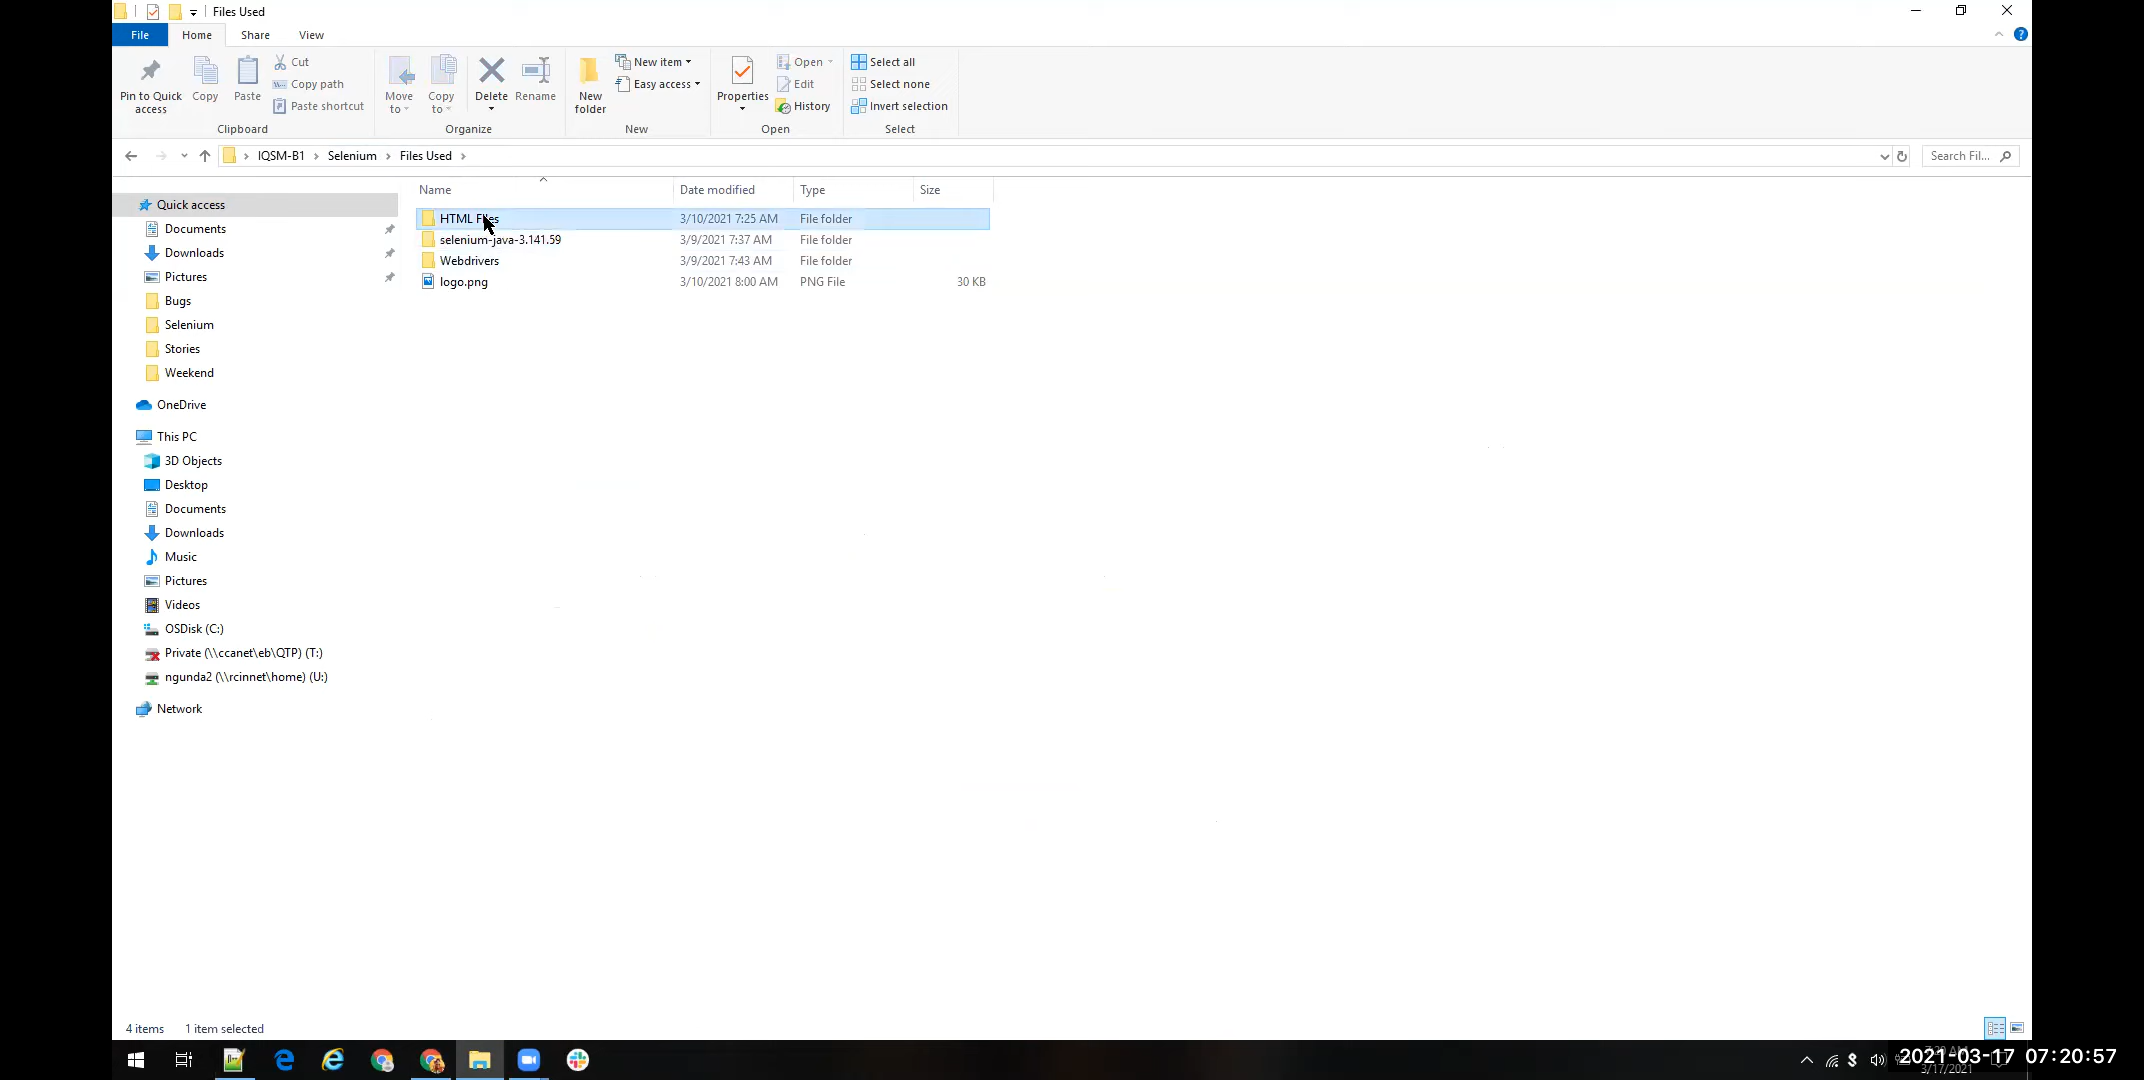 Files Used
File Home Share View
Pin to Quick access
Copy
Paste
Cut
Copy path
Paste shortcut
Clipboard
Move to
Copy to
Delete
Rename
Organize
New folder
New item
Easy access
New
Properties
Open
Edit
History
Open
Select all
Select none
Invert selection
Select
IQSM-B1 > Selenium > Files Used >
Search Fil...
Name Date modified Type Size
HTML Files 3/10/2021 7:25 AM File folder
selenium-java-3.141.59 3/9/2021 7:37 AM File folder
Webdrivers 3/9/2021 7:43 AM File folder
logo.png 3/10/2021 8:00 AM PNG File 30 KB
Quick access
Documents
Downloads
Pictures
Bugs
Selenium
Stories
Weekend
OneDrive
This PC
3D Objects
Desktop
Documents
Downloads
Music
Pictures
Videos
OSDisk (C:)
Private (\\ccanet\eb\QTP) (T:)
ngunda2 (\\rcinnet\home) (U:)
Network
4 items 1 item selected
2021-03-17 07:20:57
3/17/2021